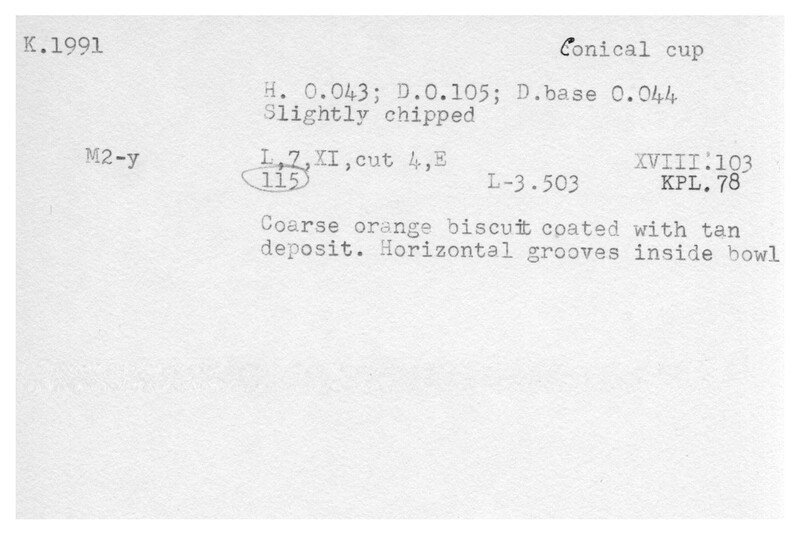 K.1991 Conical cup
H. 0.043; D.0.105; D.base 0.044
Slightly chipped
M2-y L,7,XI,cut 4,E XVIII.103
115 L-3.503 KPL.78
Coarse orange biscuit coated with tan
deposit. Horizontal grooves inside bowl